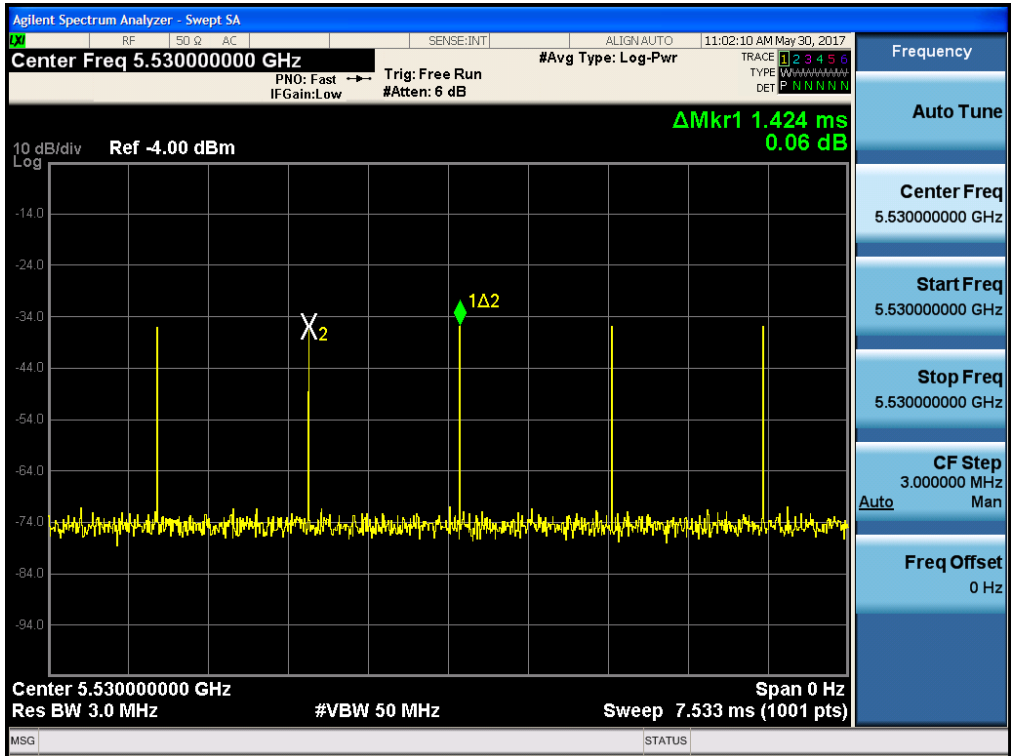 Agilent Spectrum Analyzer - Swept SA
LXI RF 50 Ω AC SENSE:INT ALIGN AUTO 11:02:10 AM May 30, 2017
Center Freq 5.530000000 GHz
PNO: Fast
IFGain:Low
Trig: Free Run
#Atten: 6 dB
#Avg Type: Log-Pwr
TRACE 1 2 3 4 5 6
TYPE
DET P N N N N N
ΔMkr1 1.424 ms
0.06 dB
10 dB/div Ref -4.00 dBm
Log
-14.0
-24.0
-34.0
-44.0
-54.0
-64.0
-74.0
-84.0
-94.0
X2
1Δ2
Center 5.530000000 GHz Span 0 Hz
Res BW 3.0 MHz #VBW 50 MHz Sweep 7.533 ms (1001 pts)
MSG STATUS
Frequency
Auto Tune
Center Freq
5.530000000 GHz
Start Freq
5.530000000 GHz
Stop Freq
5.530000000 GHz
CF Step
3.000000 MHz
Auto Man
Freq Offset
0 Hz